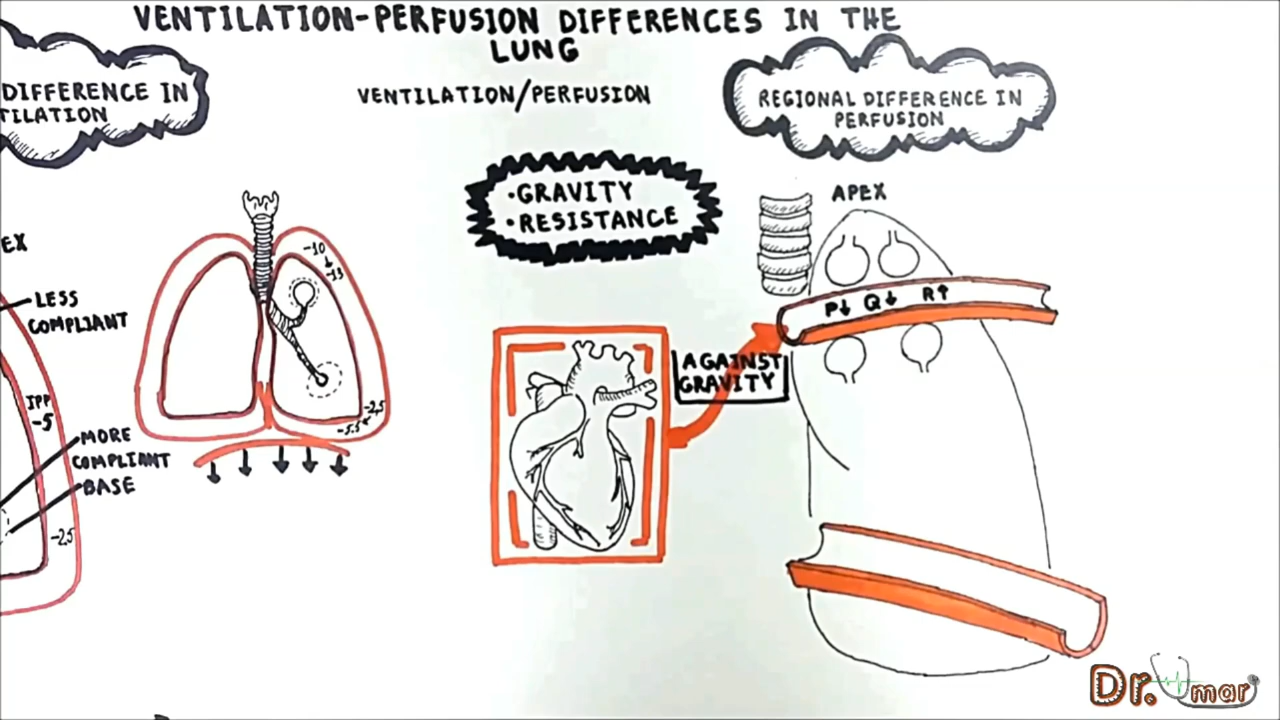 VENTILATION-PERFUSION DIFFERENCES IN THE
LUNG
DIFFERENCE IN
TILATION
VENTILATION/PERFUSION
REGIONAL DIFFERENCE IN
PERFUSION
•GRAVITY
•RESISTANCE
APEX
EX
LESS
COMPLIANT
-10
-13
P↓ Q↓ R↑
AGAINST
GRAVITY
IPP
-5
-2.5
-5.5
MORE
COMPLIANT
BASE
-2.5
Dr. Umar